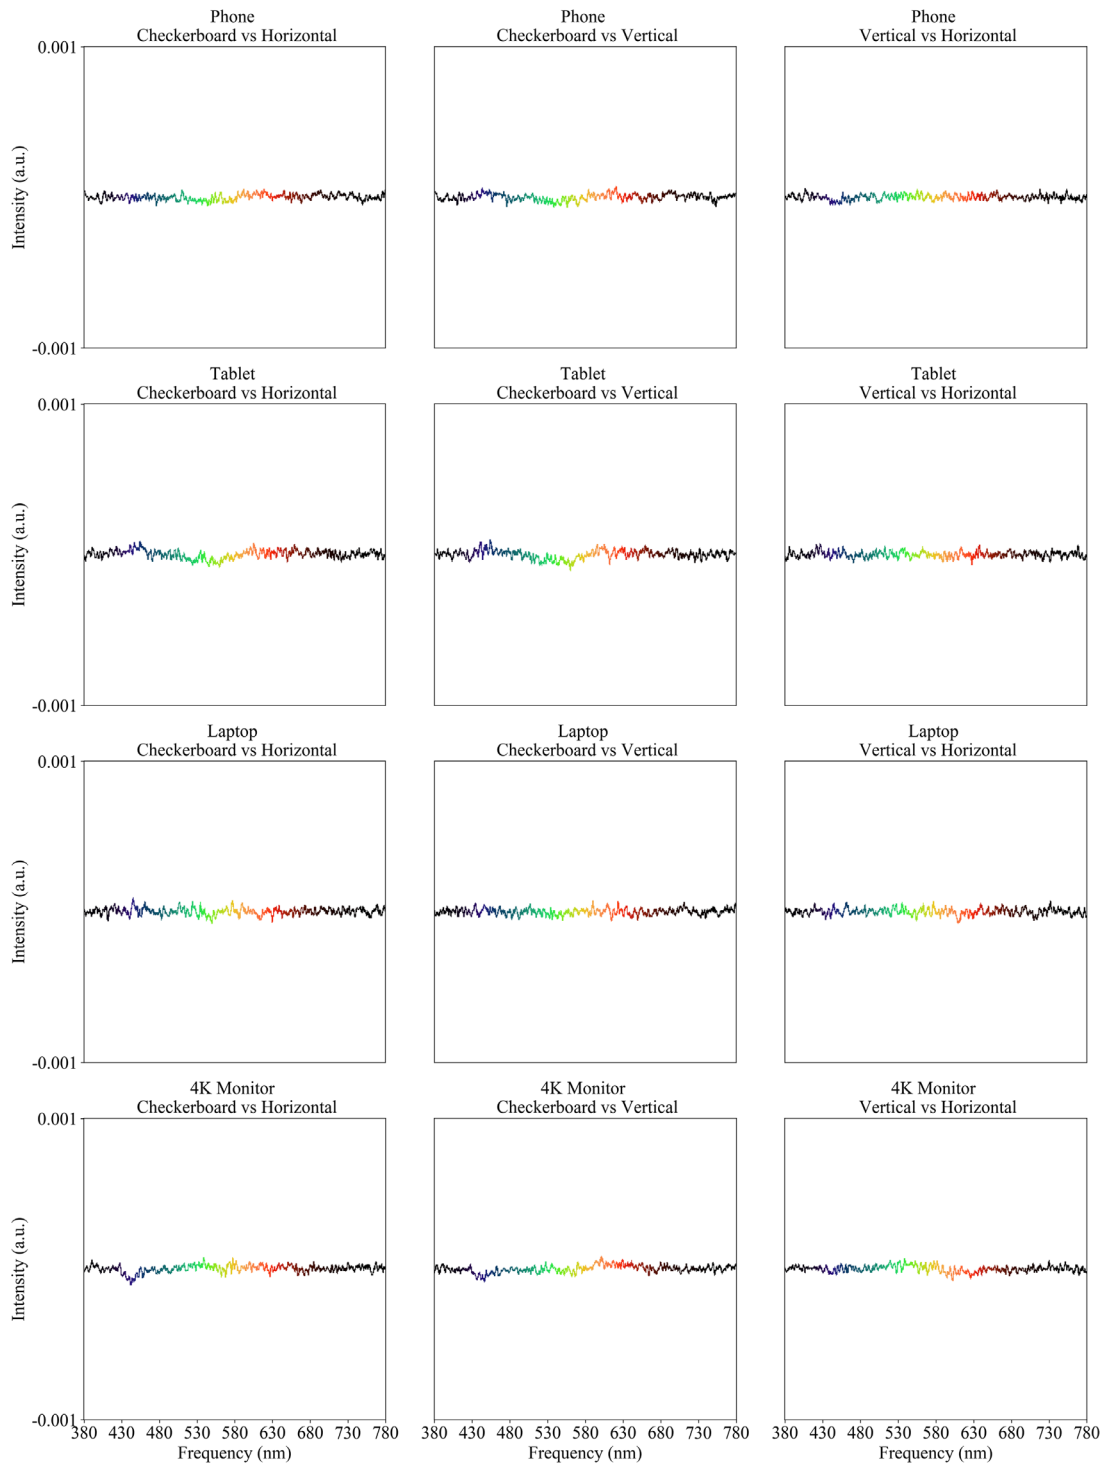 Phone
Checkerboard vs Horizontal
Phone
Checkerboard vs Vertical
Phone
Vertical vs Horizontal
0.001
Intensity (a.u.)
-0.001
Tablet
Checkerboard vs Horizontal
Tablet
Checkerboard vs Vertical
Tablet
Vertical vs Horizontal
0.001
Intensity (a.u.)
-0.001
Laptop
Checkerboard vs Horizontal
Laptop
Checkerboard vs Vertical
Laptop
Vertical vs Horizontal
0.001
Intensity (a.u.)
-0.001
4K Monitor
Checkerboard vs Horizontal
4K Monitor
Checkerboard vs Vertical
4K Monitor
Vertical vs Horizontal
0.001
Intensity (a.u.)
-0.001
380 430 480 530 580 630 680 730 780
Frequency (nm)
380 430 480 530 580 630 680 730 780
Frequency (nm)
380 430 480 530 580 630 680 730 780
Frequency (nm)